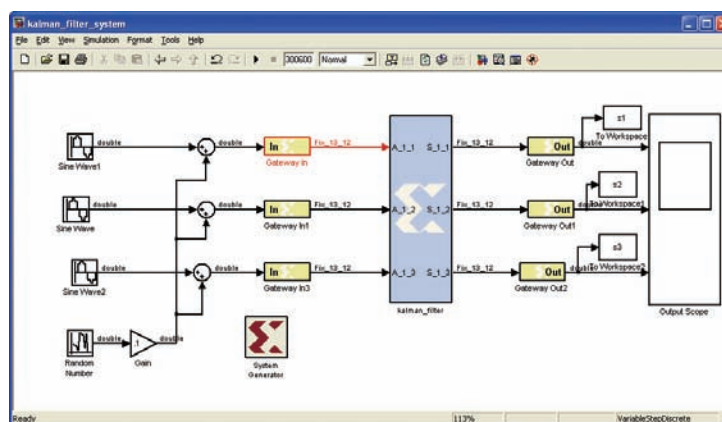 kalman_filter_system
File Edit View Simulation Format Tools Help
300600 Normal
s1
To Workspace
double double Fix_13_12 A_1_1 S_1_1 Fix_13_12 Out double
In
Sine Wave1
Gateway In
Gateway Out
s2
To Workspace1
double double Fix_13_12 A_1_2 S_1_2 Fix_13_12 Out double
In
Sine Wave
Gateway In1
Gateway Out1
s3
To Workspace2
double double Fix_13_12 A_1_3 S_1_3 Fix_13_12 Out double
In
Sine Wave2
Gateway In3
Gateway Out2
kalman_filter
Output Scope
double
.1
Random
Number
Gain
System
Generator
Ready 113% VariableStepDiscrete